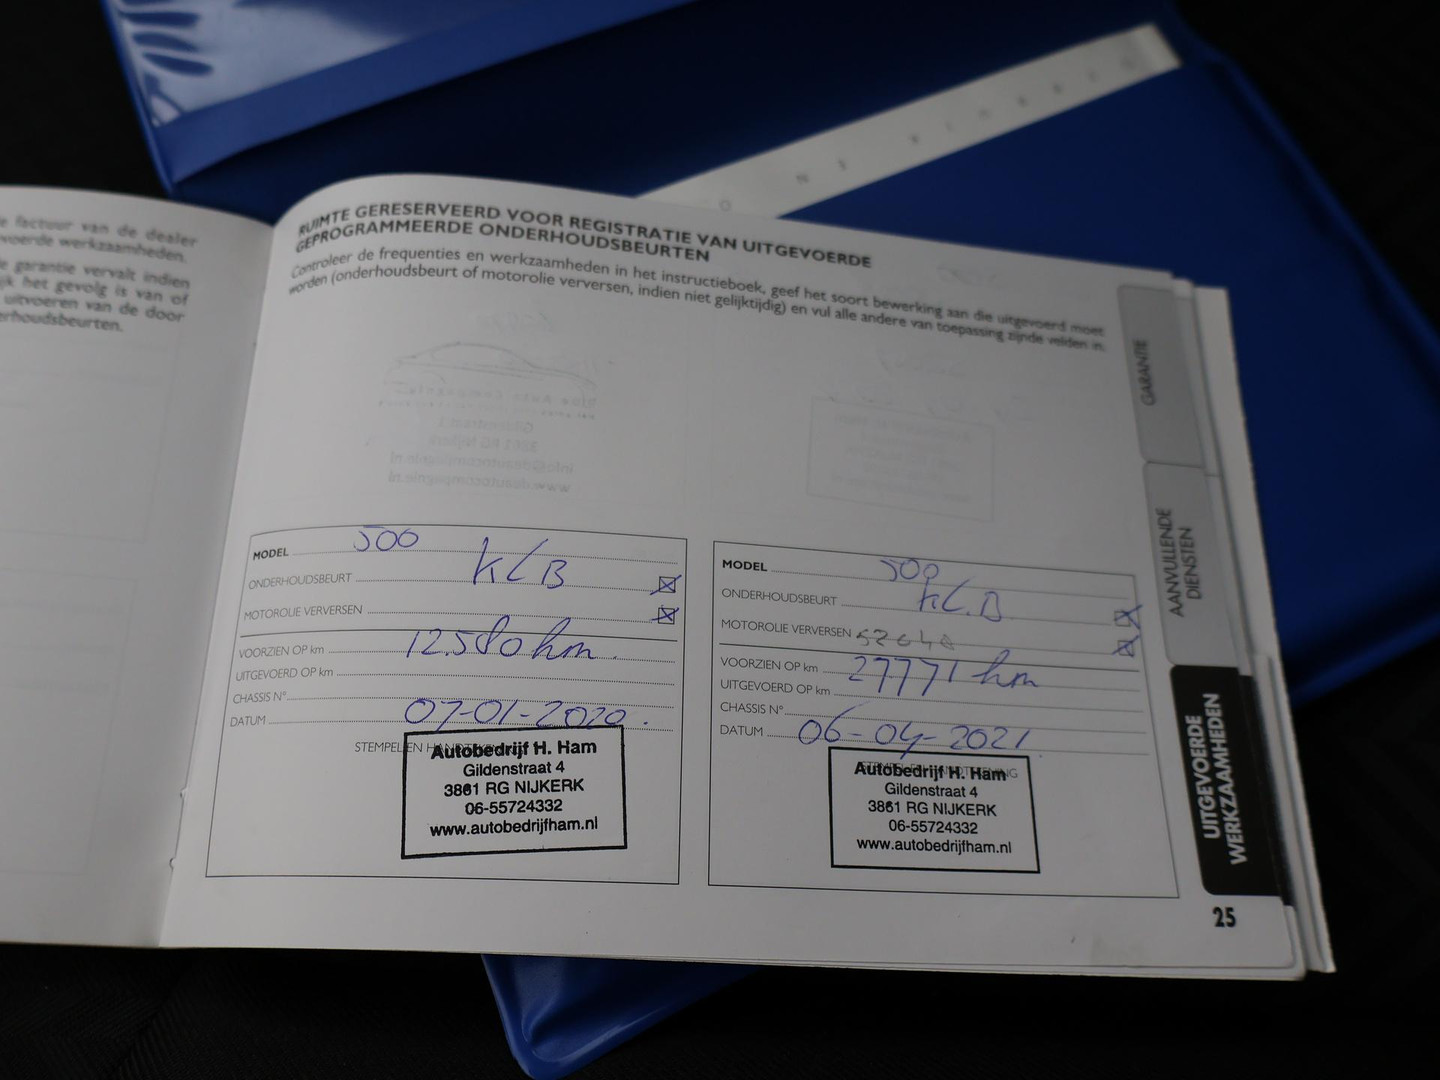 e factuur van de dealer
voerde werkzaamheden.
e garantie vervalt indien
jk het gevolg is van of
uitvoeren van de door
erhoudsbeurten.
RUIMTE GERESERVEERD VOOR REGISTRATIE VAN UITGEVOERDE
GEPROGRAMMEERDE ONDERHOUDSBEURTEN
Controleer de frequenties en werkzaamheden in het instructieboek, geef het soort bewerking aan die uitgevoerd moet
worden (onderhoudsbeurt of motorolie verversen, indien niet gelijktijdig) en vul alle andere van toepassing zijnde velden in.
MODEL 500
ONDERHOUDSBEURT KLB
MOTOROLIE VERVERSEN
VOORZIEN OP km 12.580 km.
UITGEVOERD OP km
CHASSIS N°
DATUM 07-01-2020.
STEMPEL EN
Autobedrijf H. Ham
Gildenstraat 4
3861 RG NIJKERK
06-55724332
www.autobedrijfham.nl
MODEL 500
ONDERHOUDSBEURT KL.B
MOTOROLIE VERVERSEN
VOORZIEN OP km 27771 km
UITGEVOERD OP km
CHASSIS N°
DATUM 06-04-2021.
Autobedrijf H. Ham
Gildenstraat 4
3861 RG NIJKERK
06-55724332
www.autobedrijfham.nl
GARANTIE
AANVULLENDE
DIENSTEN
UITGEVOERDE
WERKZAAMHEDEN
25